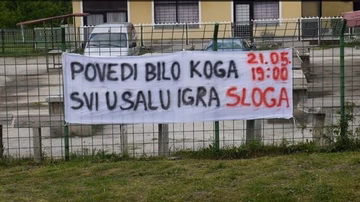 POVEDI BILO KOGA 21.05.
19:00
SVI U SALU IGRA SLOGA